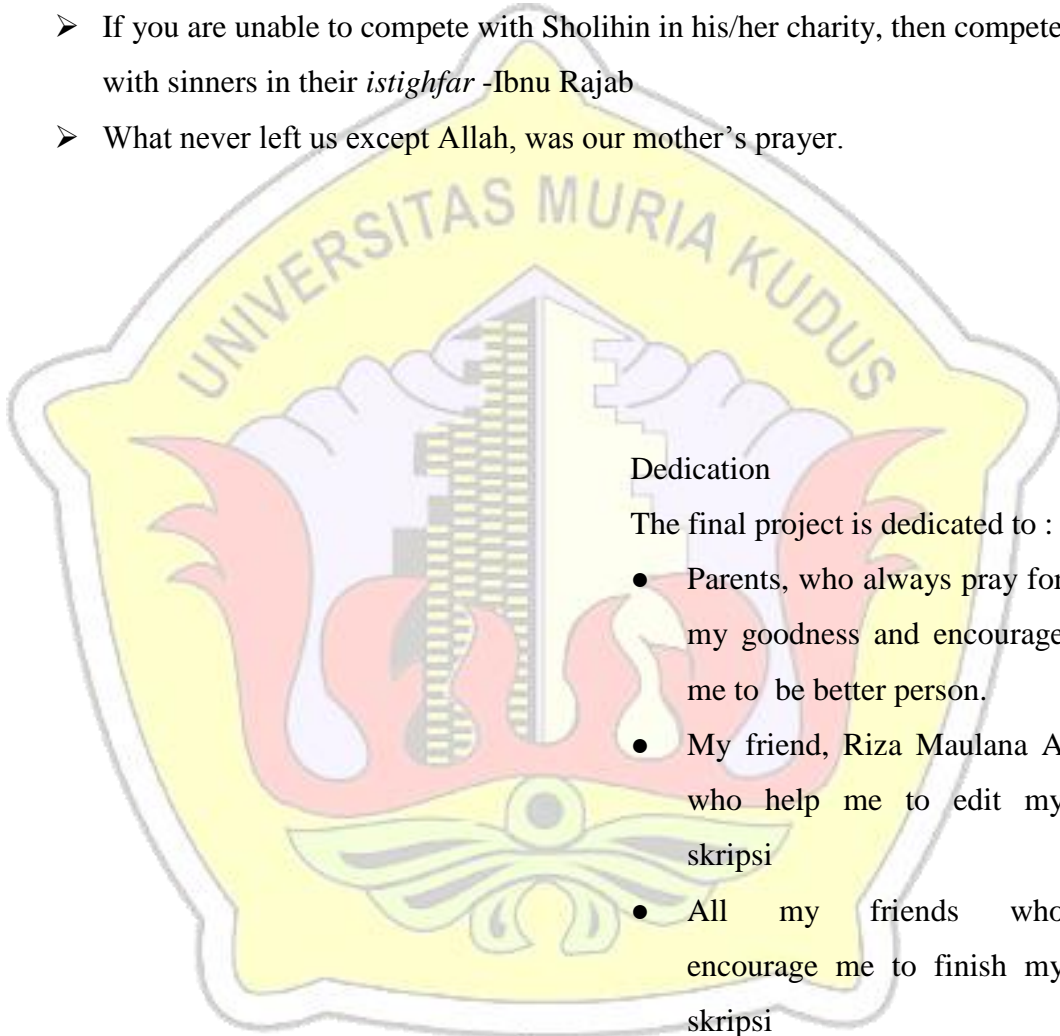 ➢ If you are unable to compete with Sholihin in his/her charity, then compete
with sinners in their istighfar -Ibnu Rajab
➢ What never left us except Allah, was our mother’s prayer.
UNIVERSITAS MURIA KUDUS
Dedication
The final project is dedicated to :
● Parents, who always pray for
my goodness and encourage
me to be better person.
● My friend, Riza Maulana A
who help me to edit my
skripsi
● All my friends who
encourage me to finish my
skripsi